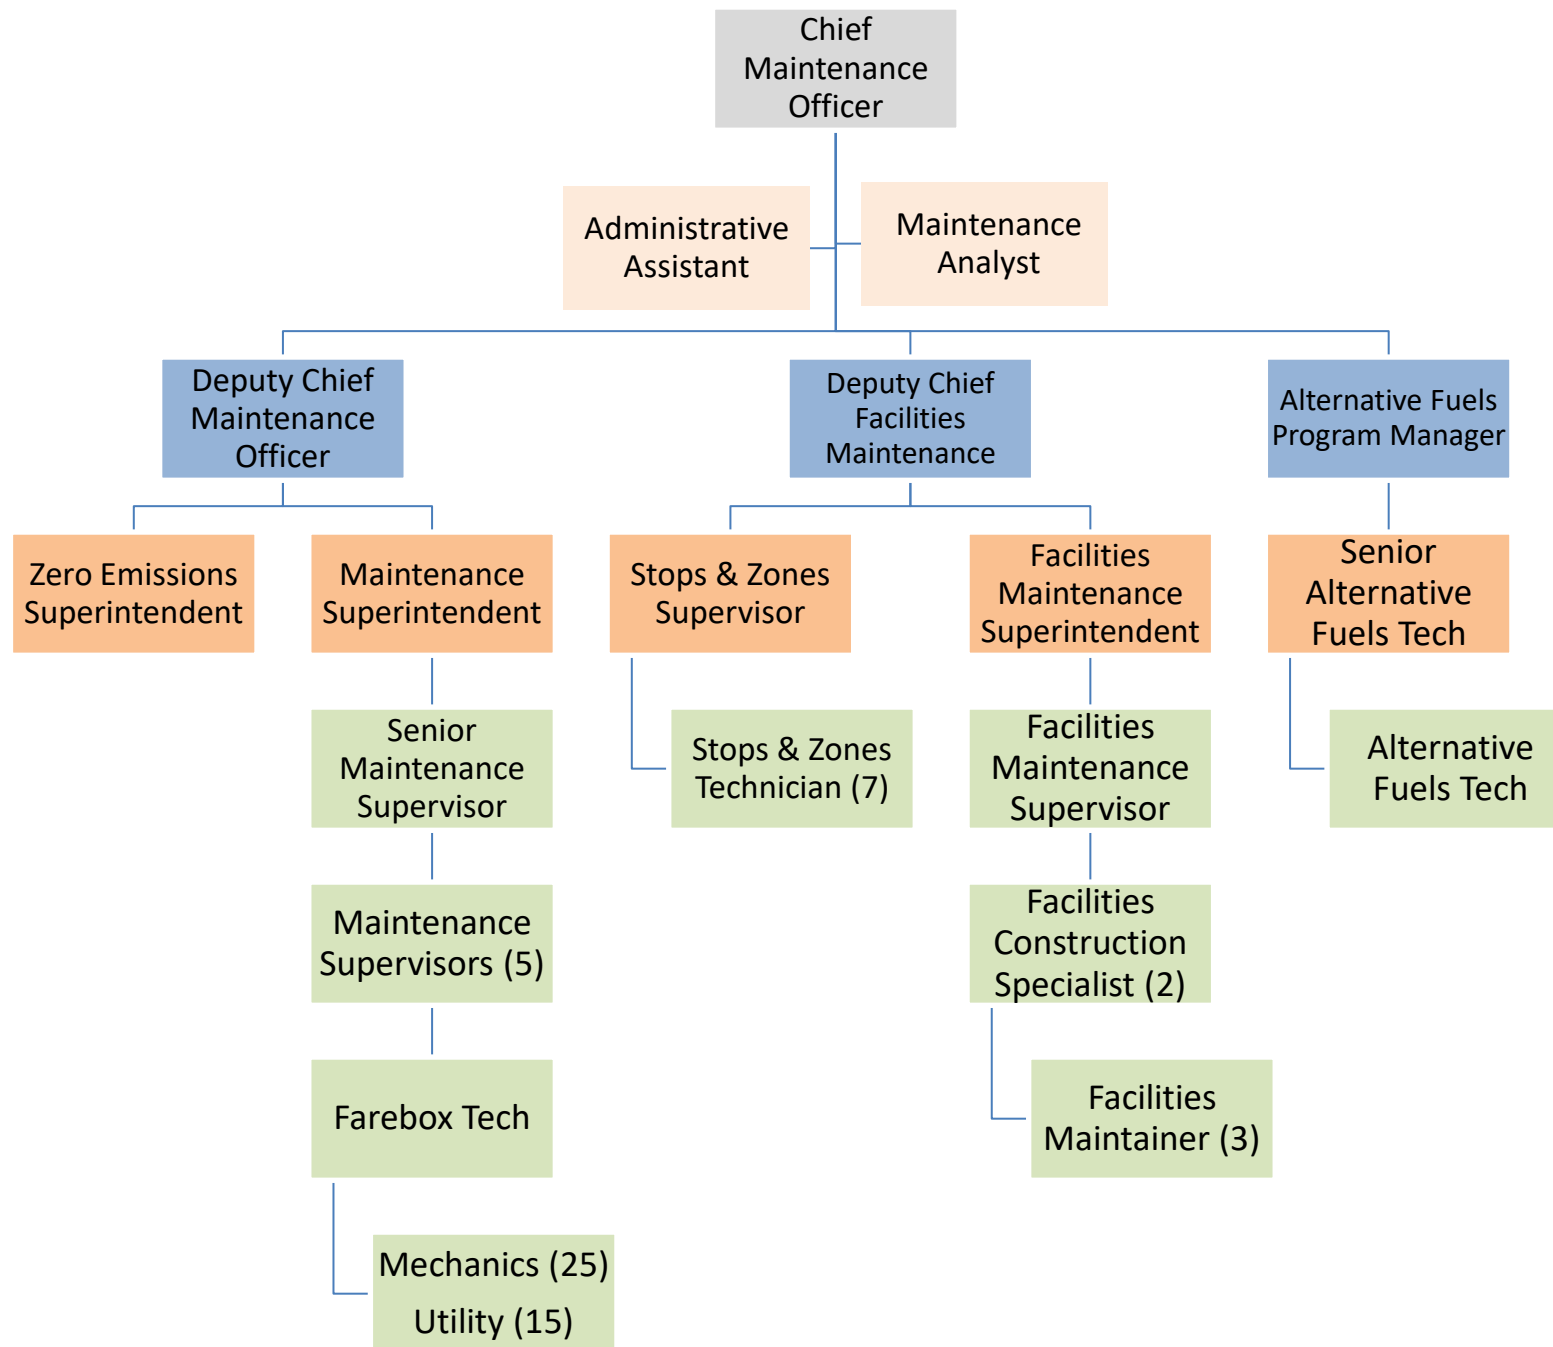 Chief
Maintenance
Officer
Administrative
Assistant
Maintenance
Analyst
Deputy Chief
Maintenance
Officer
Deputy Chief
Facilities
Maintenance
Alternative Fuels
Program Manager
Zero Emissions
Superintendent
Maintenance
Superintendent
Stops & Zones
Supervisor
Facilities
Maintenance
Superintendent
Senior
Alternative
Fuels Tech
Senior
Maintenance
Supervisor
Stops & Zones
Technician (7)
Facilities
Maintenance
Supervisor
Alternative
Fuels Tech
Maintenance
Supervisors (5)
Facilities
Construction
Specialist (2)
Farebox Tech
Facilities
Maintainer (3)
Mechanics (25)
Utility (15)